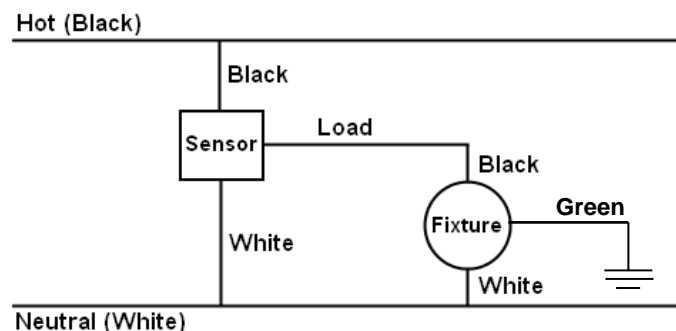 Hot (Black)
Black
Load
Sensor
Black
Green
Fixture
White
White
Neutral (White)